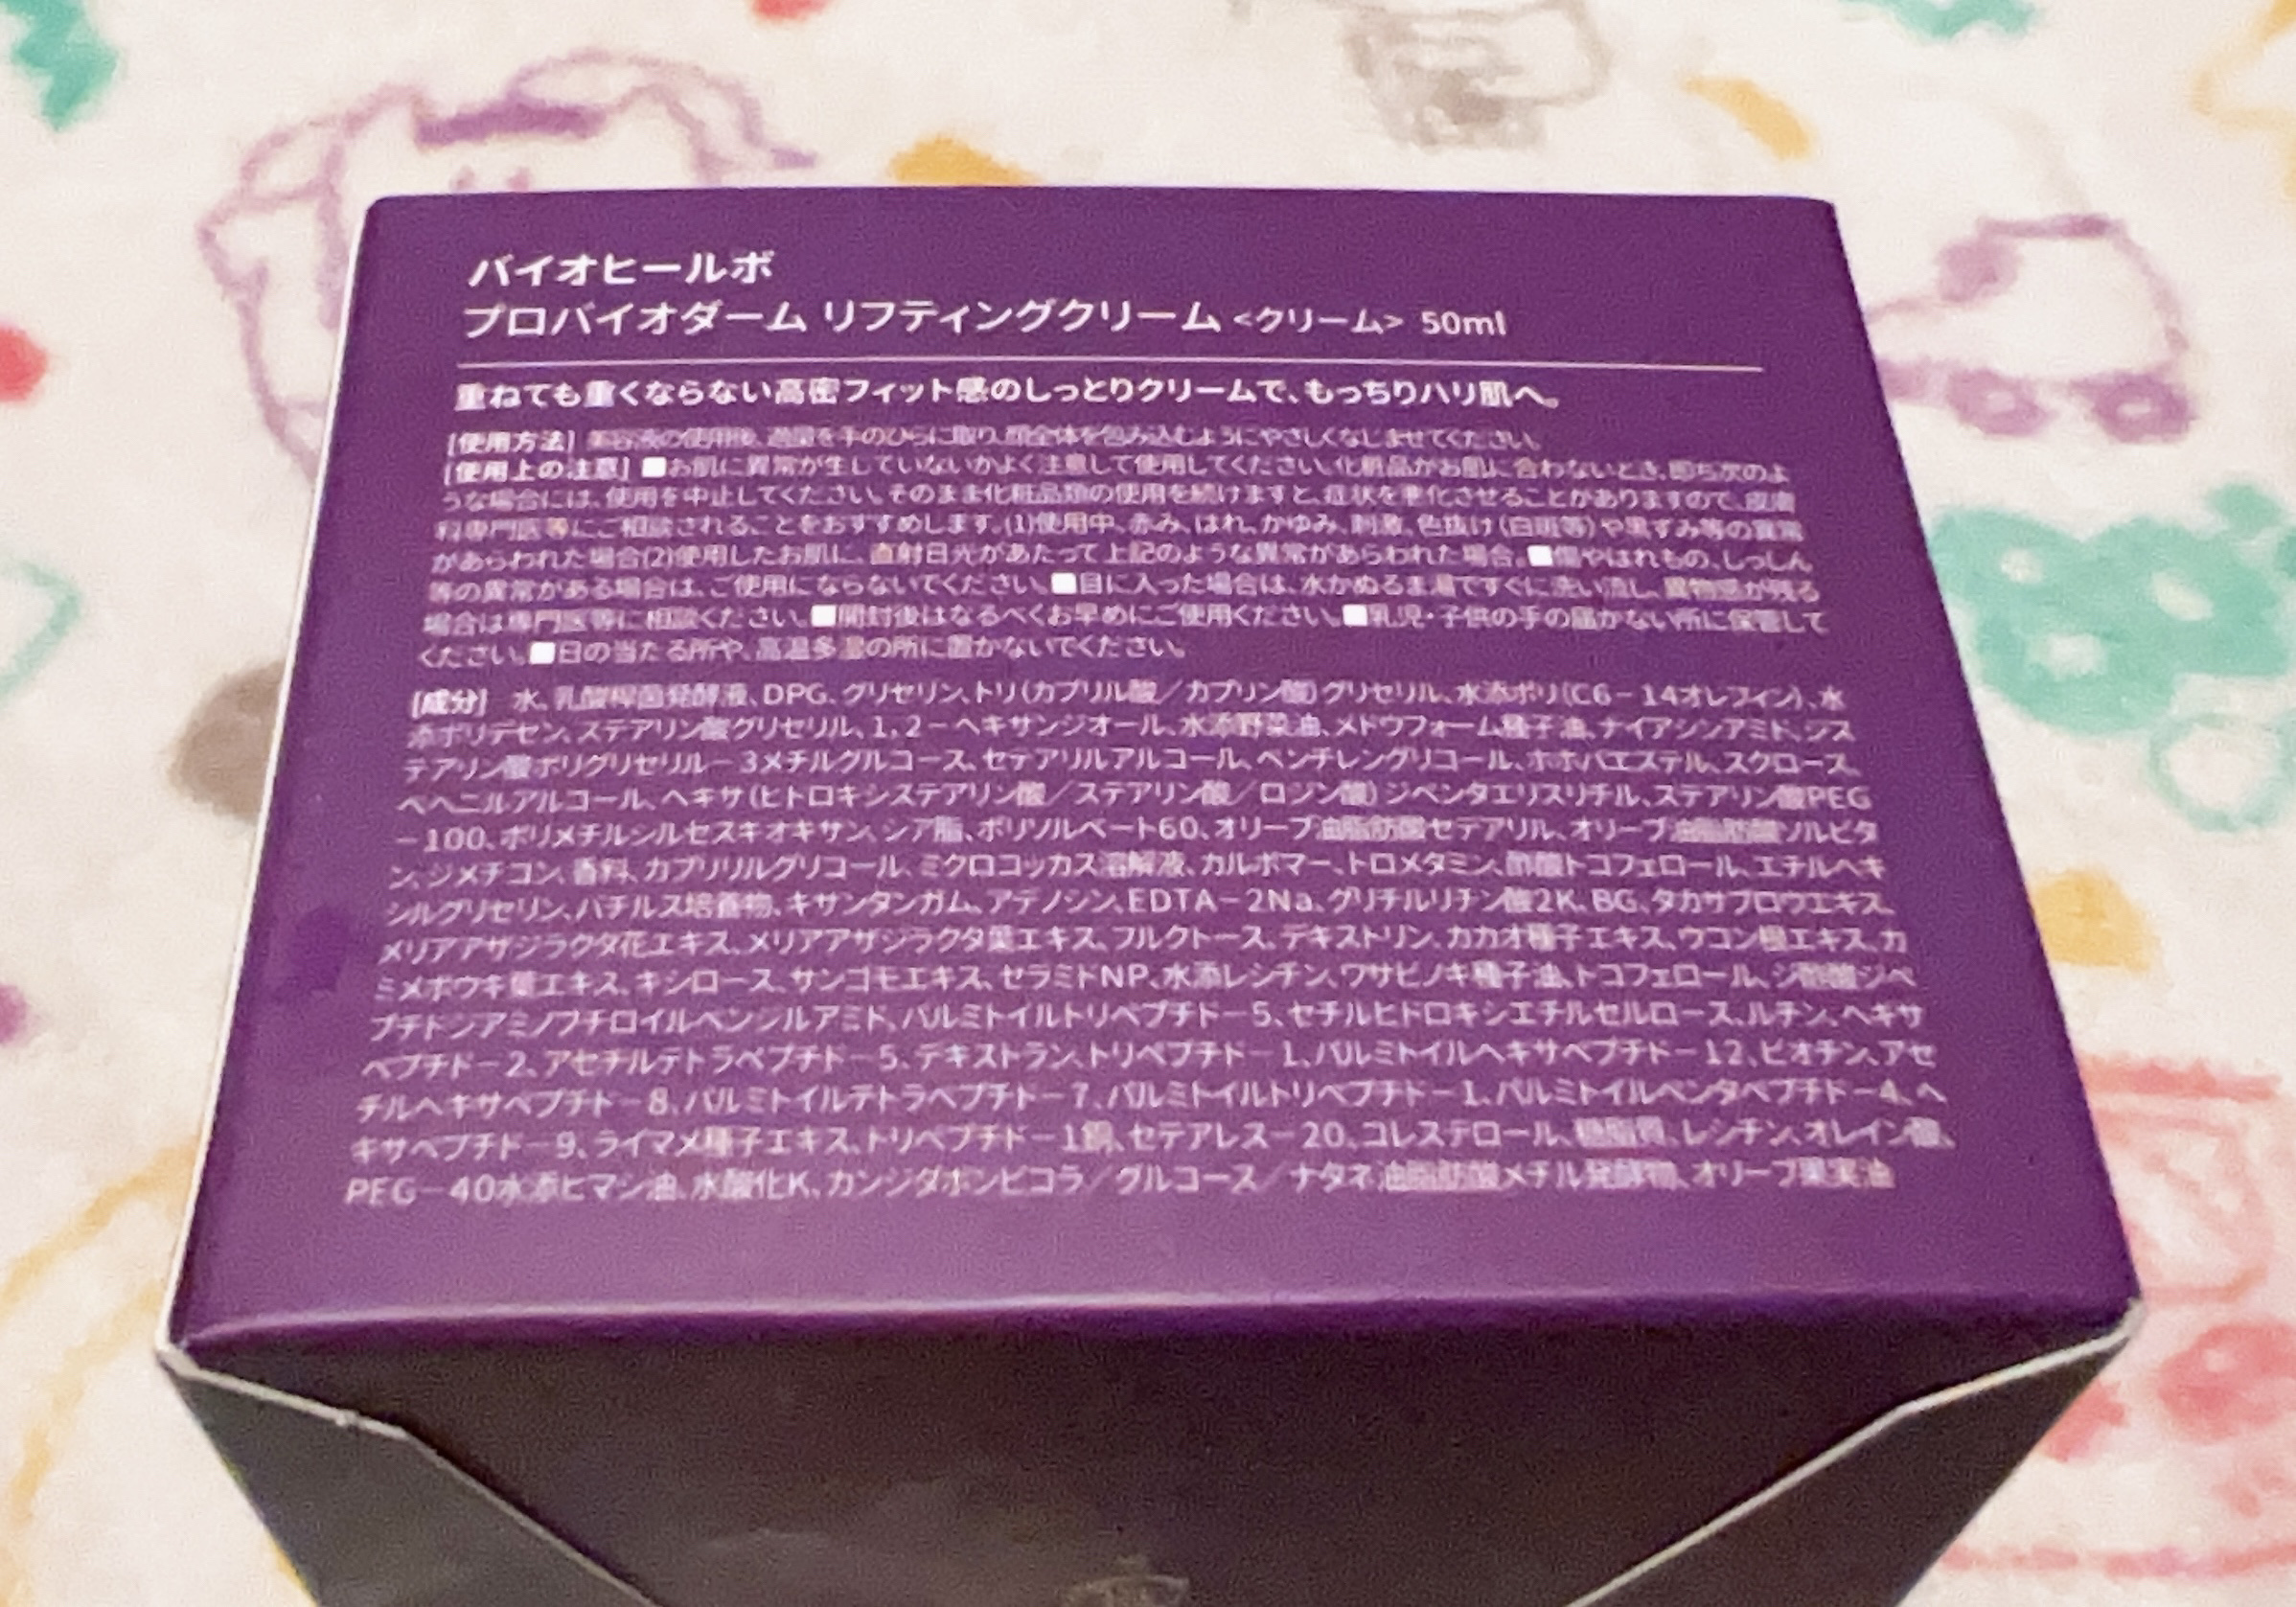 バイオヒールボ
プロバイオダーム リフティングクリーム <クリーム> 50ml
重ねても重くならない高密フィット感のしっとりクリームで、もっちりハリ肌へ。
[使用方法] 美容液の使用後、適量を手のひらに取り、顔全体を包み込むようにやさしくなじませてください。
[使用上の注意] ■お肌に異常が生じていないかよく注意して使用してください。化粧品がお肌に合わないとき、即ち次のよ
うな場合には、使用を中止してください。そのまま化粧品類の使用を続けますと、症状を悪化させることがありますので、皮膚
科専門医等にご相談されることをおすすめします。(1)使用中、赤み、はれ、かゆみ、刺激、色抜け(白斑等)や黒ずみ等の異常
があらわれた場合(2)使用したお肌に、直射日光があたって上記のような異常があらわれた場合。■傷やはれもの、しっしん
等の異常がある場合は、ご使用にならないでください。■目に入った場合は、水かぬるま湯ですぐに洗い流し、異物感が残る
場合は専門医等に相談ください。■開封後はなるべくお早めにご使用ください。■乳児・子供の手の届かない所に保管して
ください。■日の当たる所や、高温多湿の所に置かないでください。
[成分] 水、乳酸桿菌発酵液、DPG、グリセリン、トリ(カプリル酸／カプリン酸)グリセリル、水添ポリ(C6－14オレフィン)、水
添ポリデセン、ステアリン酸グリセリル、1,2－ヘキサンジオール、水添野菜油、メドウフォーム種子油、ナイアシンアミド、ジス
テアリン酸ポリグリセリル－3メチルグルコース、セテアリルアルコール、ペンチレングリコール、ホホバエステル、スクロース、
ベヘニルアルコール、ヘキサ(ヒドロキシステアリン酸／ステアリン酸／ロジン酸)ジペンタエリスリチル、ステアリン酸PEG
－100、ポリメチルシルセスキオキサン、シア脂、ポリソルベート60、オリーブ油脂肪酸セテアリル、オリーブ油脂肪酸ソルビタ
ン、ジメチコン、香料、カプリリルグリコール、ミクロコッカス溶解液、カルボマー、トロメタミン、酢酸トコフェロール、エチルヘキ
シルグリセリン、バチルス培養物、キサンタンガム、アデノシン、EDTA－2Na、グリチルリチン酸2K、BG、タカサブロウエキス、
メリアアザジラクタ花エキス、メリアアザジラクタ葉エキス、フルクトース、デキストリン、カカオ種子エキス、ウコン根エキス、カ
ミメボウキ葉エキス、キシロース、サンゴモエキス、セラミドNP、水添レシチン、ワサビノキ種子油、トコフェロール、ジ酢酸ジペ
プチドジアミノブチロイルベンジルアミド、パルミトイルトリペプチド－5、セチルヒドロキシエチルセルロース、ルチン、ヘキサ
ペプチド－2、アセチルテトラペプチド－5、デキストラン、トリペプチド－1、パルミトイルヘキサペプチド－12、ビオチン、アセ
チルヘキサペプチド－8、パルミトイルテトラペプチド－7、パルミトイルトリペプチド－1、パルミトイルペンタペプチド－4、ヘ
キサペプチド－9、ライマメ種子エキス、トリペプチド－1銅、セテアレス－20、コレステロール、糖脂質、レシチン、オレイン酸、
PEG－40水添ヒマシ油、水酸化K、カンジダボンビコラ／グルコース／ナタネ油脂肪酸メチル発酵物、オリーブ果実油